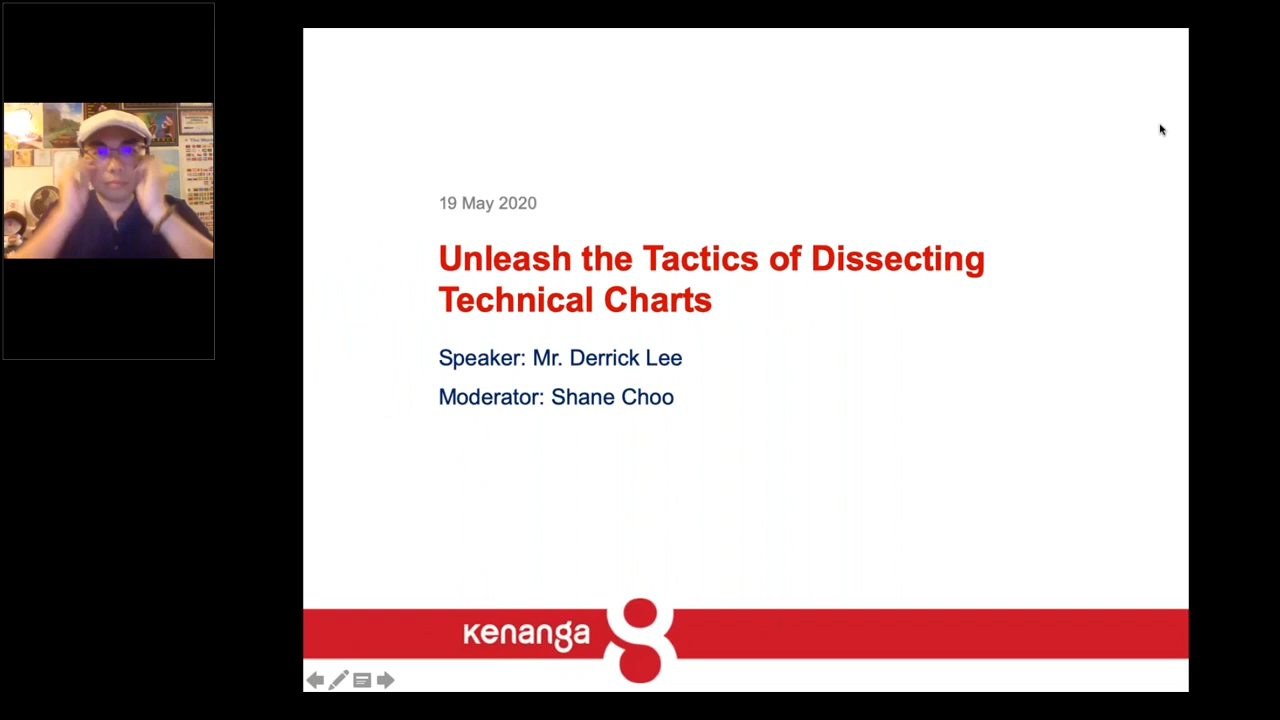 19 May 2020
Unleash the Tactics of Dissecting
Technical Charts
Speaker: Mr. Derrick Lee
Moderator: Shane Choo
kenanga